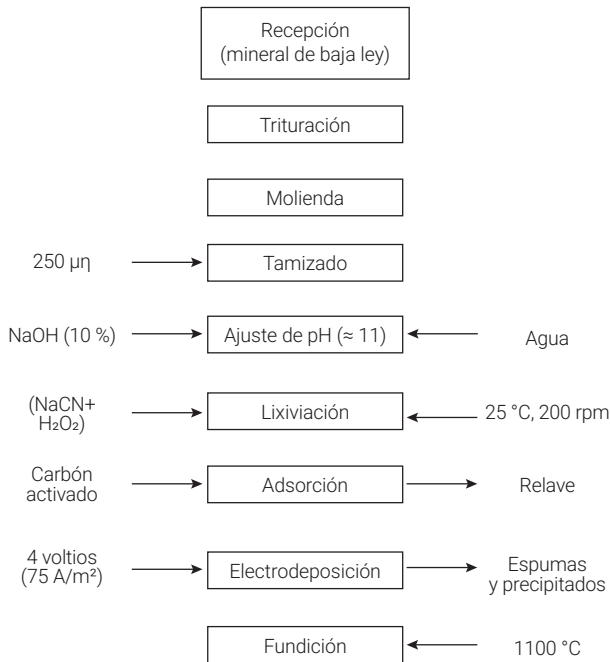 Recepción
(mineral de baja ley)
Trituración
Molienda
250 µη
Tamizado
NaOH (10 %)
Ajuste de pH (≈ 11)
Agua
(NaCN+
H₂O₂)
Lixiviación
25 °C, 200 rpm
Carbón
activado
Adsorción
Relave
4 voltios
(75 A/m²)
Electrodeposición
Espumas
y precipitados
Fundición
1100 °C